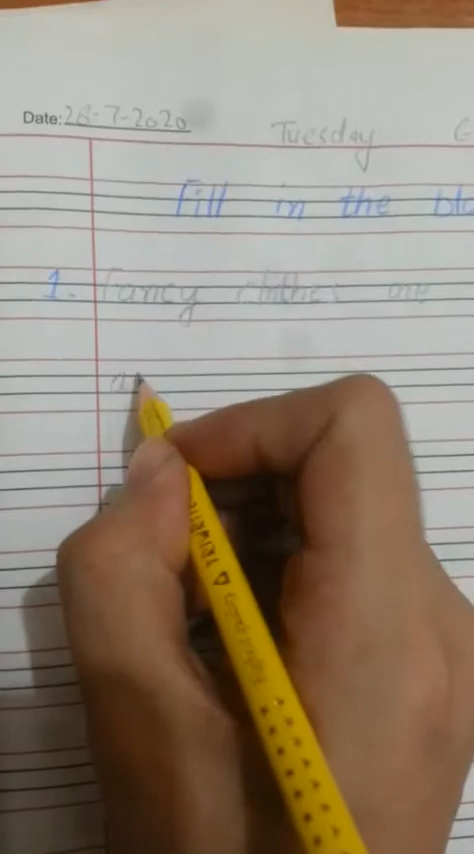 Date: 28-7-2020
Tuesday
Fill in the
1. Fancy clothes are